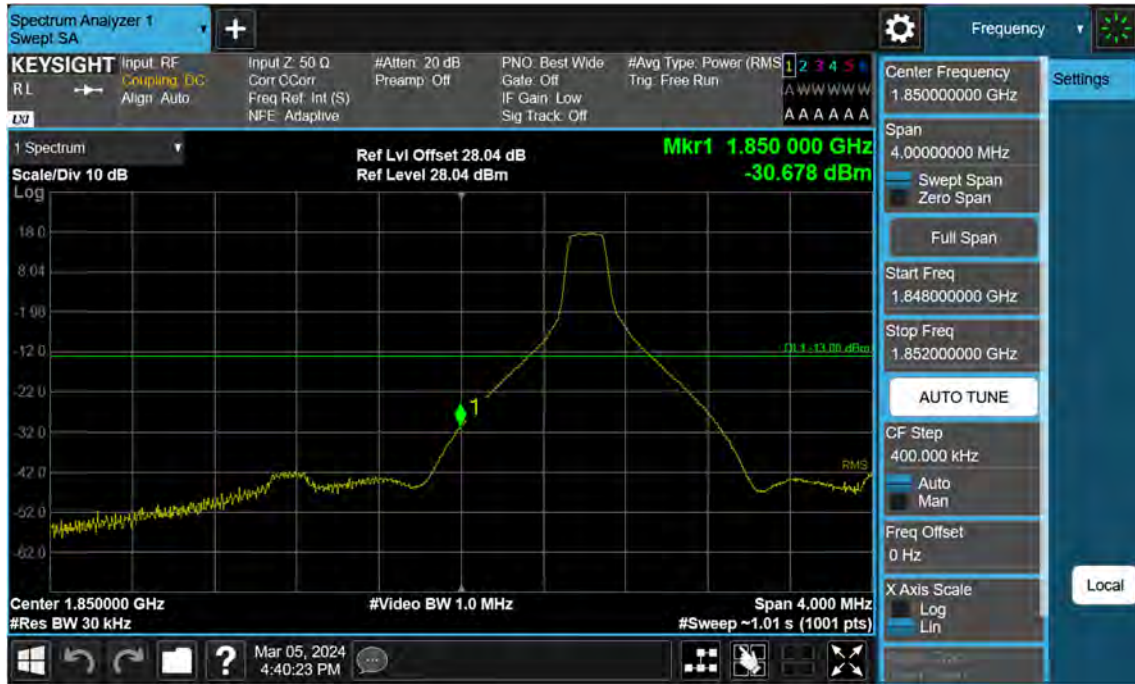 Spectrum Analyzer 1
Swept SA
Frequency
KEYSIGHT
RL
LXI
Input: RF
Coupling: DC
Align: Auto
Input Z: 50 Ω
Corr CCorr
Freq Ref: Int (S)
NFE: Adaptive
#Atten: 20 dB
Preamp: Off
PNO: Best Wide
Gate: Off
IF Gain: Low
Sig Track: Off
#Avg Type: Power (RMS
Trig: Free Run
1 2 3 4 5 6
A W W W W W
A A A A A A
1 Spectrum
Scale/Div 10 dB
Log
Ref Lvl Offset 28.04 dB
Ref Level 28.04 dBm
Mkr1 1.850 000 GHz
-30.678 dBm
18.0
8.04
-1.96
-12.0
-22.0
-32.0
-42.0
-52.0
-62.0
DL1 -13.00 dBm
1
RMS
Center 1.850000 GHz
#Res BW 30 kHz
#Video BW 1.0 MHz
Span 4.000 MHz
#Sweep ~1.01 s (1001 pts)
Center Frequency
1.850000000 GHz
Span
4.00000000 MHz
Swept Span
Zero Span
Full Span
Start Freq
1.848000000 GHz
Stop Freq
1.852000000 GHz
AUTO TUNE
CF Step
400.000 kHz
Auto
Man
Freq Offset
0 Hz
X Axis Scale
Log
Lin
Settings
Local
?
Mar 05, 2024
4:40:23 PM